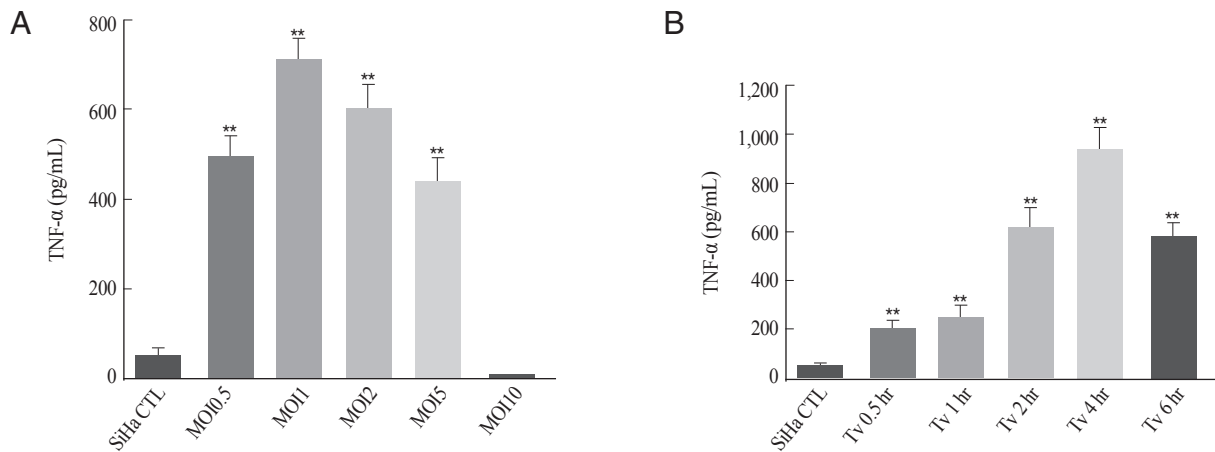 A
TNF-α (pg/mL)
800
600
400
200
0
**
**
**
**
SiHa CTL
MOI0.5
MOI1
MOI2
MOI5
MOI10
B
TNF-α (pg/mL)
1,200
1,000
800
600
400
200
0
**
**
**
**
**
SiHa CTL
Tv 0.5 hr
Tv 1 hr
Tv 2 hr
Tv 4 hr
Tv 6 hr